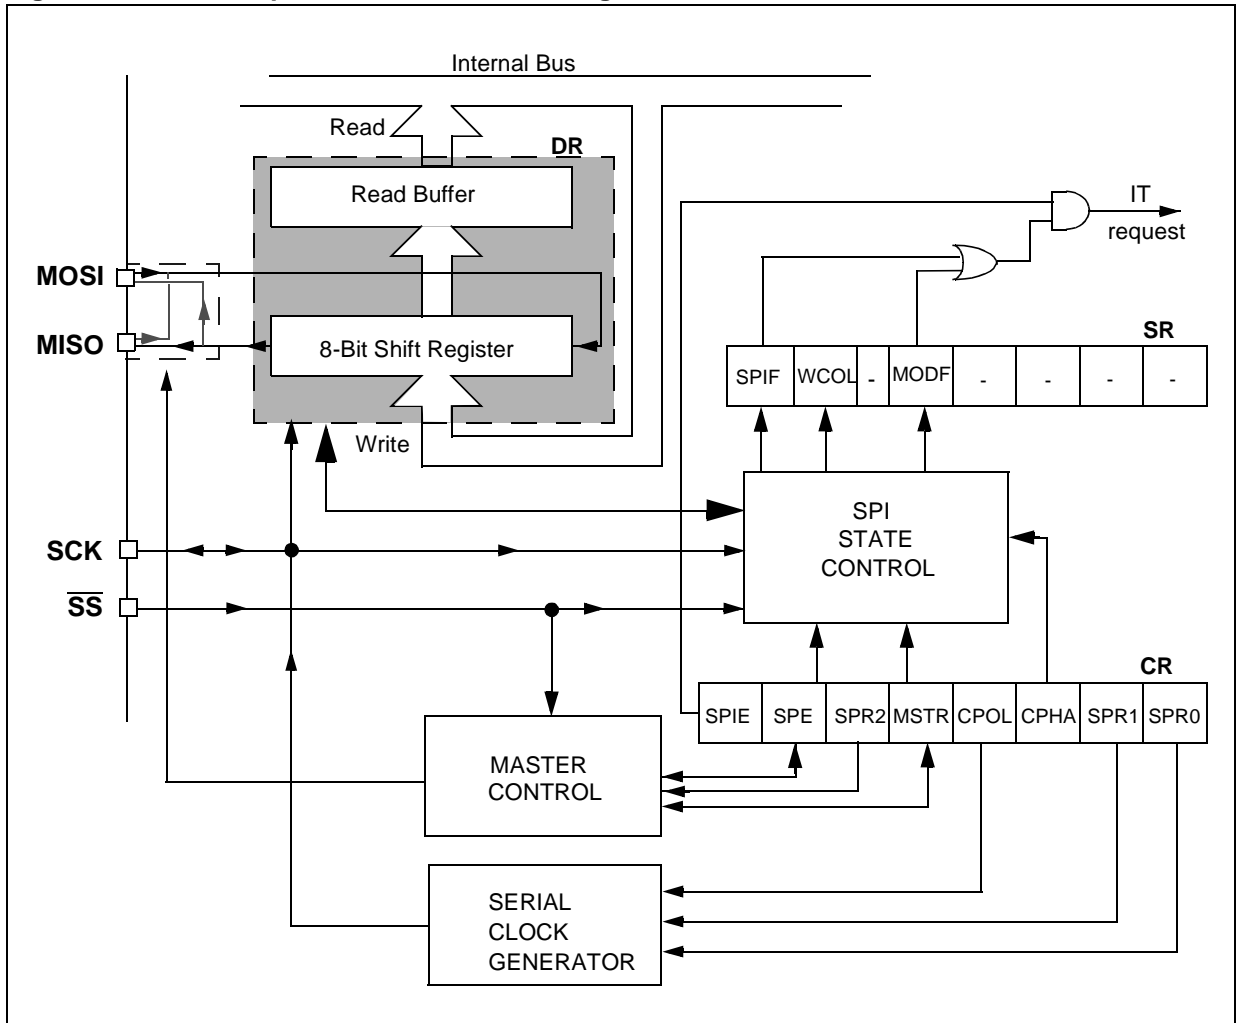 Internal Bus
Read
DR
Read Buffer
IT
request
MOSI
MISO
8-Bit Shift Register
SR
SPIF WCOL - MODF - - - -
Write
SPI
STATE
CONTROL
SCK
SS
CR
SPIE SPE SPR2 MSTR CPOL CPHA SPR1 SPR0
MASTER
CONTROL
SERIAL
CLOCK
GENERATOR